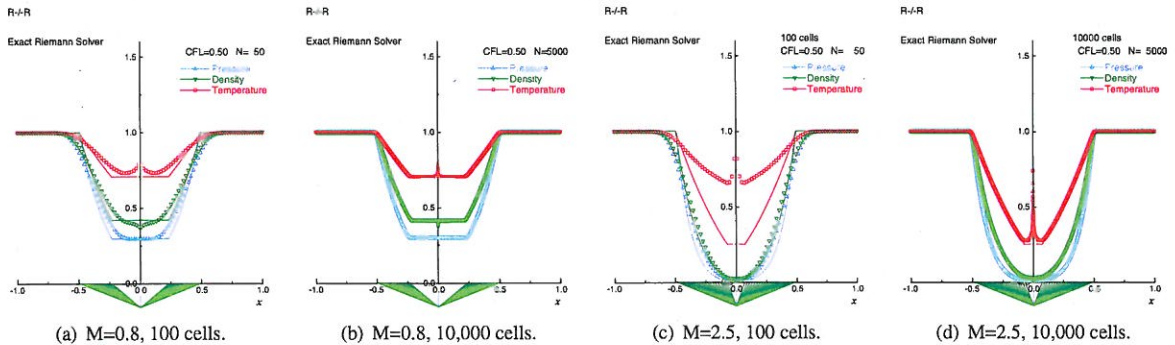 R-/-R
Exact Riemann Solver
CFL=0.50 N= 50
Pressure
Density
Temperature
1.5
1.0
0.5
0.0
-1.0 -0.5 0.0 0.5 1.0
x
(a) M=0.8, 100 cells.
R-/-R
Exact Riemann Solver
CFL=0.50 N=5000
Pressure
Density
Temperature
1.5
1.0
0.5
0.0
-1.0 -0.5 0.0 0.5 1.0
x
(b) M=0.8, 10,000 cells.
R-/-R
Exact Riemann Solver
100 cells
CFL=0.50 N= 50
Pressure
Density
Temperature
1.5
1.0
0.5
-1.0 -0.5 0.0 0.5 1.0
x
(c) M=2.5, 100 cells.
R-/-R
Exact Riemann Solver
10000 cells
CFL=0.50 N= 5000
Pressure
Density
Temperature
1.5
1.0
0.5
-1.0 -0.5 0.0 0.5 1.0
x
(d) M=2.5, 10,000 cells.